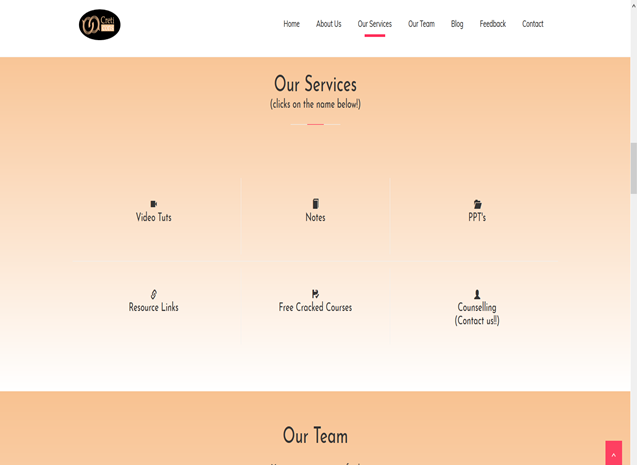 Creti
Home About Us Our Services Our Team Blog Feedback Contact
Our Services
(clicks on the name below!)
Video Tuts Notes PPT's
Resource Links Free Cracked Courses Counselling
(Contact us!!)
Our Team